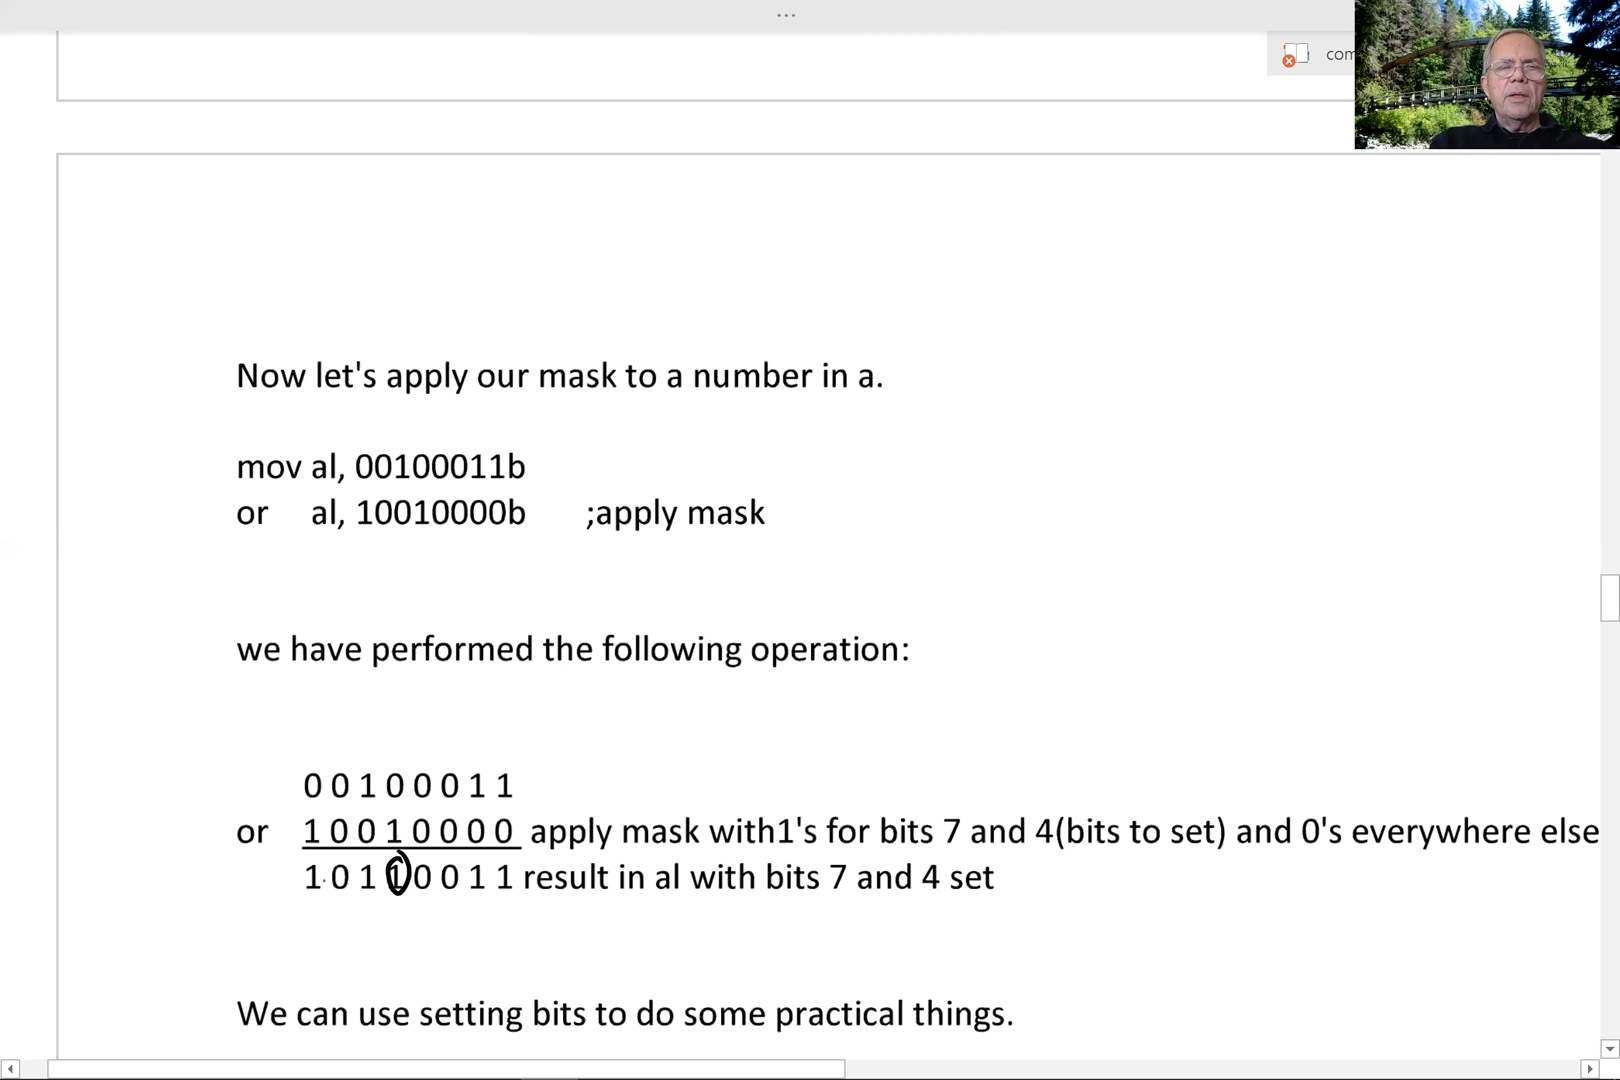 ...
com
Now let's apply our mask to a number in a.
mov al, 00100011b
or al, 10010000b ;apply mask
we have performed the following operation:
0 0 1 0 0 0 1 1
or 1 0 0 1 0 0 0 0 apply mask with1's for bits 7 and 4(bits to set) and 0's everywhere else
1 0 1 1 0 0 1 1 result in al with bits 7 and 4 set
We can use setting bits to do some practical things.